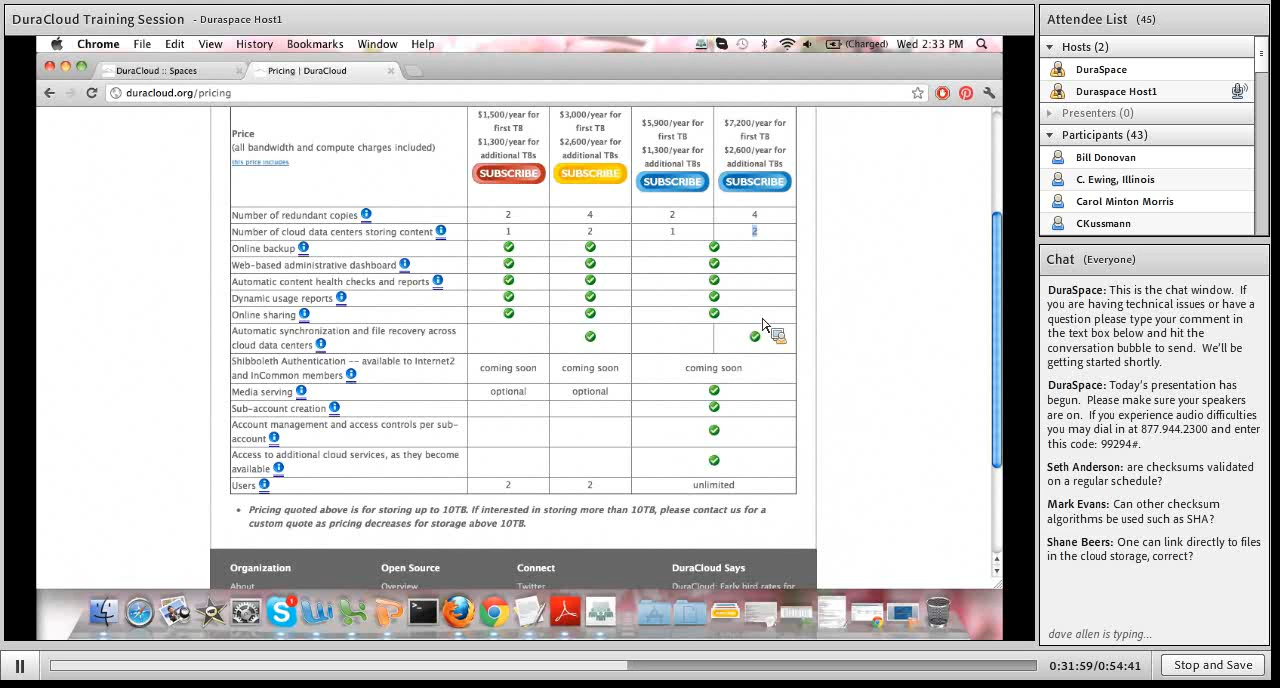 DuraCloud Training Session - Duraspace Host1
Chrome File Edit View History Bookmarks Window Help
(Charged) Wed 2:33 PM
DuraCloud :: Spaces
Pricing | DuraCloud
duracloud.org/pricing
Price
(all bandwidth and compute charges included)
this price includes
$1,500/year for
first TB
$1,300/year for
additional TBs
SUBSCRIBE
$3,000/year for
first TB
$2,600/year for
additional TBs
SUBSCRIBE
$5,900/year for
first TB
$1,300/year for
additional TBs
SUBSCRIBE
$7,200/year for
first TB
$2,600/year for
additional TBs
SUBSCRIBE
Number of redundant copies 2 4 2 4
Number of cloud data centers storing content 1 2 1 2
Online backup
Web-based administrative dashboard
Automatic content health checks and reports
Dynamic usage reports
Online sharing
Automatic synchronization and file recovery across
cloud data centers
Shibboleth Authentication -- available to Internet2
and InCommon members
coming soon coming soon coming soon
Media serving optional optional
Sub-account creation
Account management and access controls per sub-
account
Access to additional cloud services, as they become
available
Users 2 2 unlimited
• Pricing quoted above is for storing up to 10TB. If interested in storing more than 10TB, please contact us for a
custom quote as pricing decreases for storage above 10TB.
Organization Open Source Connect DuraCloud Says
About Overview Twitter DuraCloud: Early bird rates for
0:31:59/0:54:41
Stop and Save
Attendee List (45)
Hosts (2)
DuraSpace
Duraspace Host1
Presenters (0)
Participants (43)
Bill Donovan
C. Ewing, Illinois
Carol Minton Morris
CKussmann
Chat (Everyone)
DuraSpace: This is the chat window. If
you are having technical issues or have a
question please type your comment in
the text box below and hit the
conversation bubble to send. We'll be
getting started shortly.
DuraSpace: Today's presentation has
begun. Please make sure your speakers
are on. If you experience audio difficulties
you may dial in at 877.944.2300 and enter
this code: 99294#.
Seth Anderson: are checksums validated
on a regular schedule?
Mark Evans: Can other checksum
algorithms be used such as SHA?
Shane Beers: One can link directly to files
in the cloud storage, correct?
dave allen is typing...